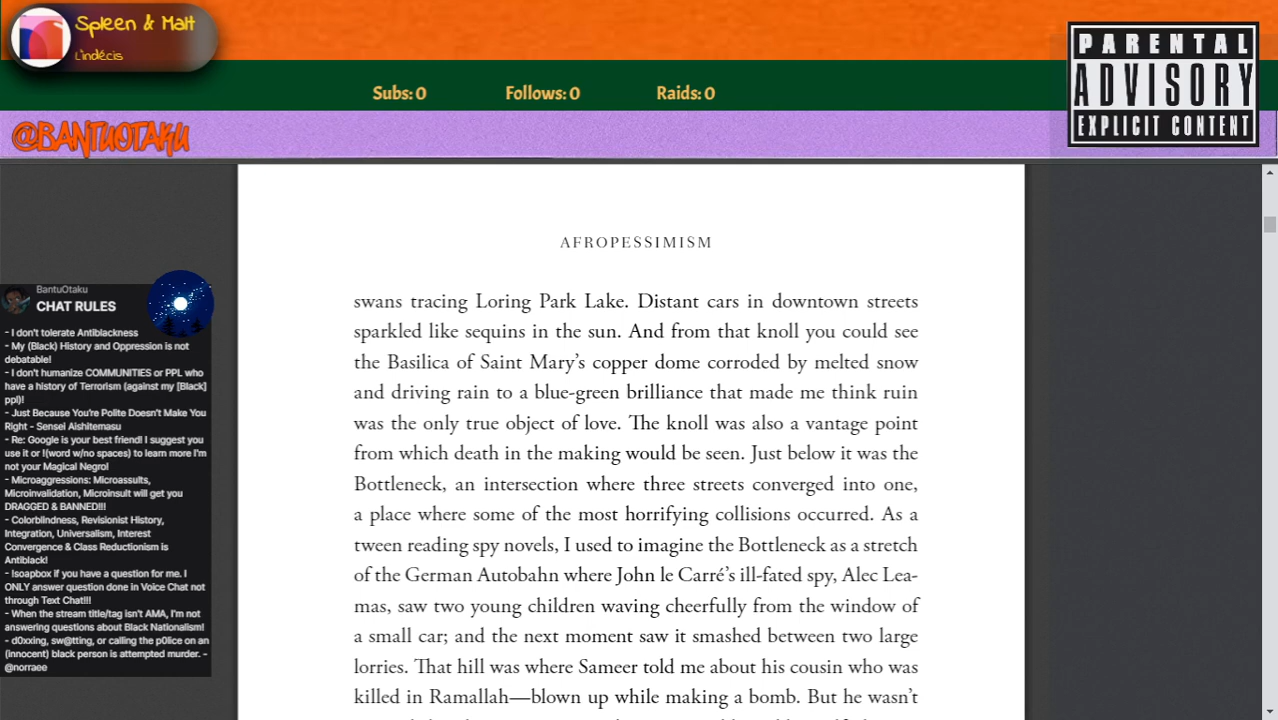 Spleen & Malt
L'indécis
PARENTAL
ADVISORY
EXPLICIT CONTENT
Subs: 0
Follows: 0
Raids: 0
@BANTUOTAKU
BantuOtaku
CHAT RULES
- I don't tolerate Antiblackness
- My (Black) History and Oppression is not
debatable!
- I don't humanize COMMUNITIES or PPL who
have a history of Terrorism (against my [Black]
ppl)!
- Just Because You're Polite Doesn't Make You
Right - Sensei Aishitemasu
- Re: Google is your best friend! I suggest you
use it or !(word w/no spaces) to learn more I'm
not your Magical Negro!
- Microaggressions: Microassults,
Microinvalidation, Microinsult will get you
DRAGGED & BANNED!!!
- Colorblindness, Revisionist History,
Integration, Universalism, Interest
Convergence & Class Reductionism is
Antiblack!
- !soapbox if you have a question for me. I
ONLY answer question done in Voice Chat not
through Text Chat!!!
- When the stream title/tag isn't AMA, I'm not
answering questions about Black Nationalism!
- d0xxing, sw@tting, or calling the p0lice on an
(innocent) black person is attempted murder. -
@norraee
AFROPESSIMISM
swans tracing Loring Park Lake. Distant cars in downtown streets
sparkled like sequins in the sun. And from that knoll you could see
the Basilica of Saint Mary's copper dome corroded by melted snow
and driving rain to a blue-green brilliance that made me think ruin
was the only true object of love. The knoll was also a vantage point
from which death in the making would be seen. Just below it was the
Bottleneck, an intersection where three streets converged into one,
a place where some of the most horrifying collisions occurred. As a
tween reading spy novels, I used to imagine the Bottleneck as a stretch
of the German Autobahn where John le Carré's ill-fated spy, Alec Lea-
mas, saw two young children waving cheerfully from the window of
a small car; and the next moment saw it smashed between two large
lorries. That hill was where Sameer told me about his cousin who was
killed in Ramallah—blown up while making a bomb. But he wasn't